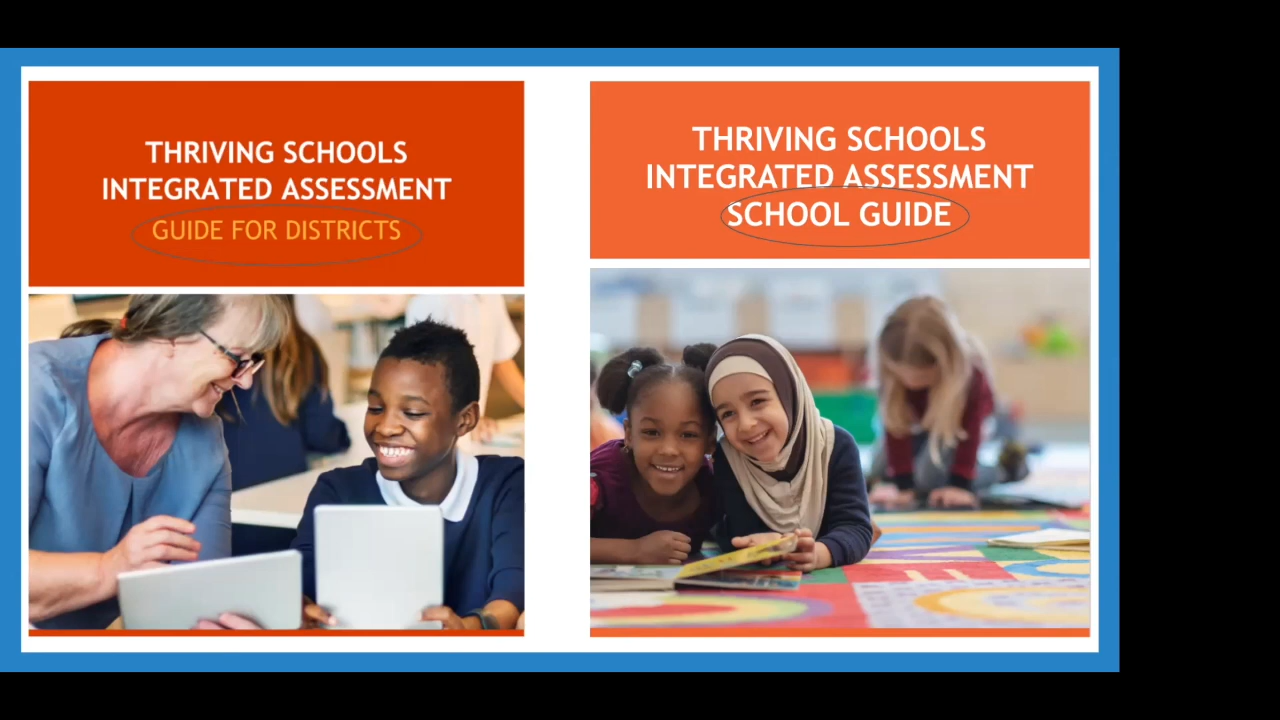 THRIVING SCHOOLS
INTEGRATED ASSESSMENT
GUIDE FOR DISTRICTS
THRIVING SCHOOLS
INTEGRATED ASSESSMENT
SCHOOL GUIDE